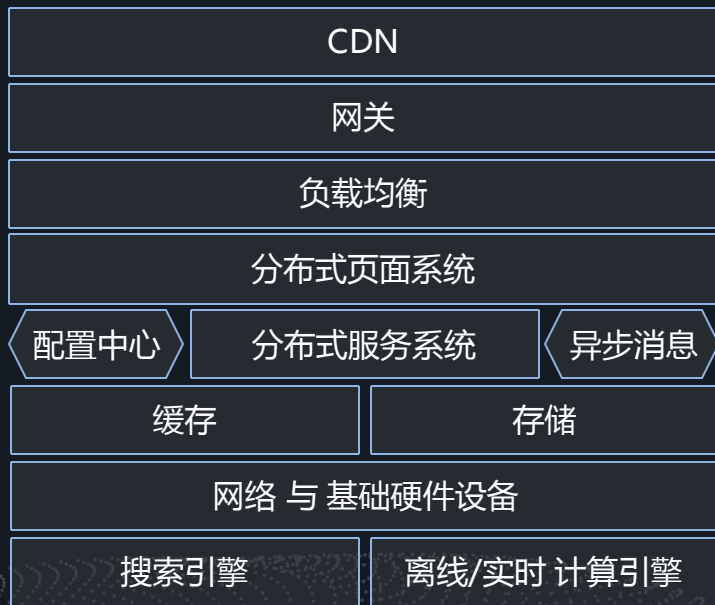 CDN
网关
负载均衡
分布式页面系统
配置中心 分布式服务系统 异步消息
缓存 存储
网络 与 基础硬件设备
搜索引擎 离线/实时 计算引擎